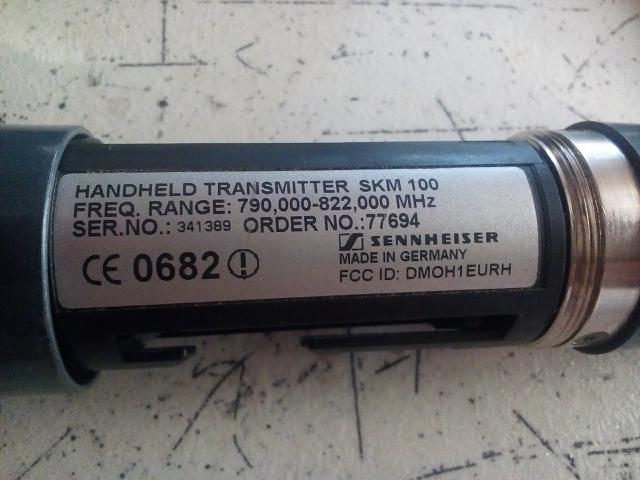 HANDHELD TRANSMITTER SKM 100
FREQ. RANGE: 790,000-822,000 MHz
SER.NO.: 341389 ORDER NO.:77694
SENNHEISER
MADE IN GERMANY
CE 0682
FCC ID: DMOH1EURH